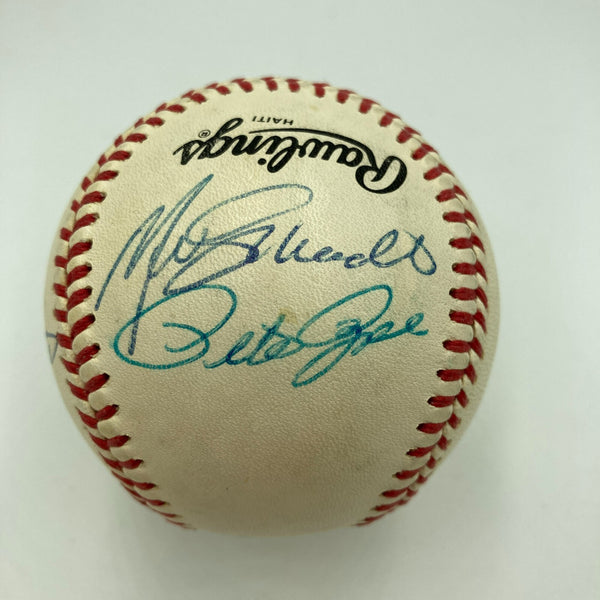 Rawlings®
HAITI
Mike Schmidt
Pete Rose